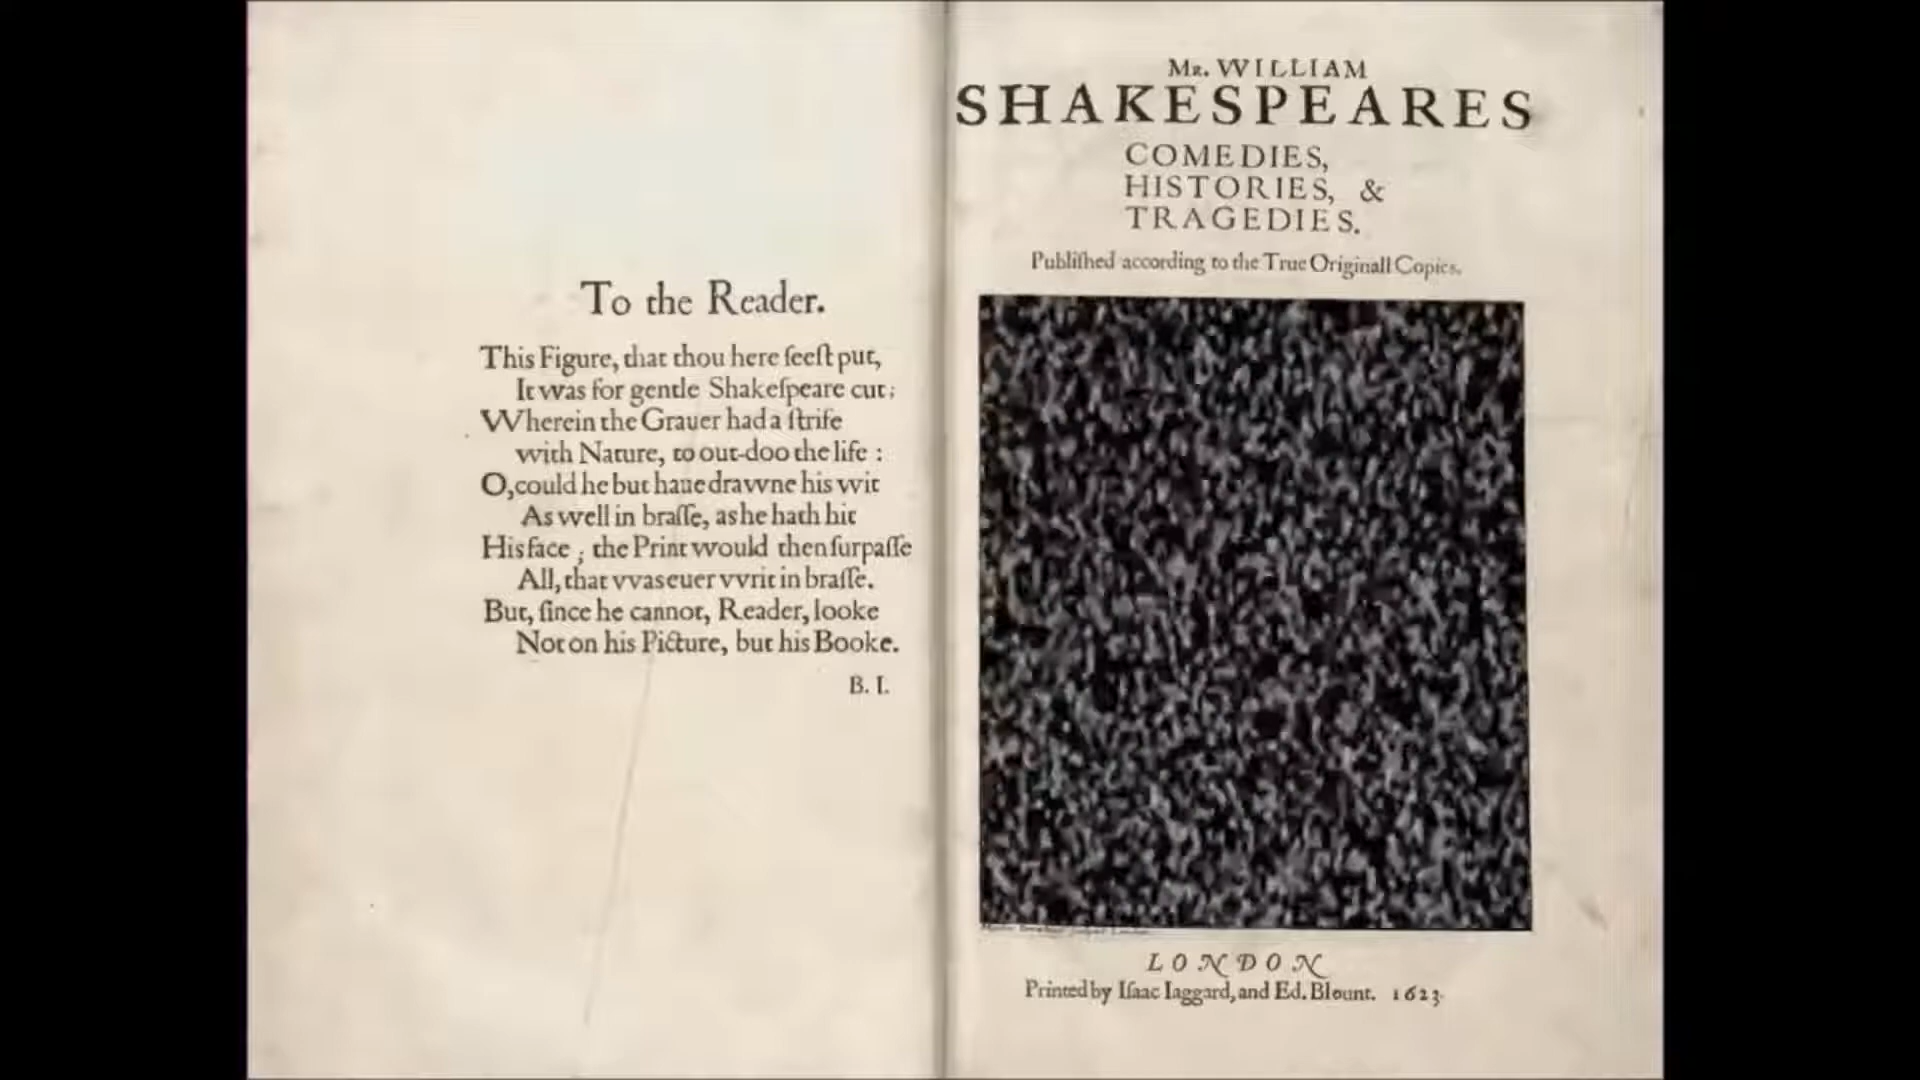 To the Reader.
This Figure, that thou here ſeeſt put,
It was for gentle Shakeſpeare cut;
Wherein the Grauer had a ſtrife
with Nature, to out-doo the life :
O, could he but haue drawne his wit
As well in braſſe, as he hath hit
His face ; the Print would then ſurpaſſe
All, that vvas euer vvrit in braſſe.
But, ſince he cannot, Reader, looke
Not on his Picture, but his Booke.
B. I.
Mr. WILLIAM
SHAKESPEARES
COMEDIES,
HISTORIES, &
TRAGEDIES.
Publiſhed according to the True Originall Copies.
LONDON
Printed by Iſaac Iaggard, and Ed. Blount. 1623.